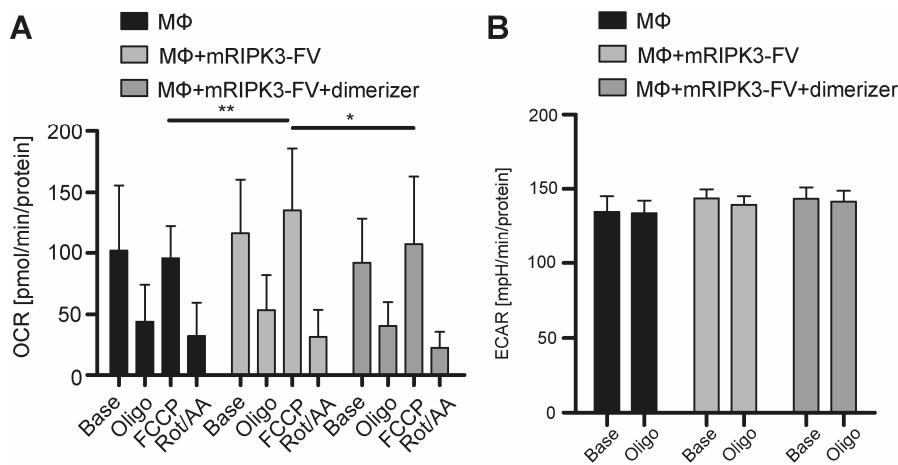 A
MΦ
MΦ+mRIPK3-FV
MΦ+mRIPK3-FV+dimerizer
**
*
OCR [pmol/min/protein]
200
150
100
50
0
Base
Oligo
FCCP
Rot/AA
Base
Oligo
FCCP
Rot/AA
Base
Oligo
FCCP
Rot/AA
B
MΦ
MΦ+mRIPK3-FV
MΦ+mRIPK3-FV+dimerizer
ECAR [mpH/min/protein]
200
150
100
50
0
Base
Oligo
Base
Oligo
Base
Oligo